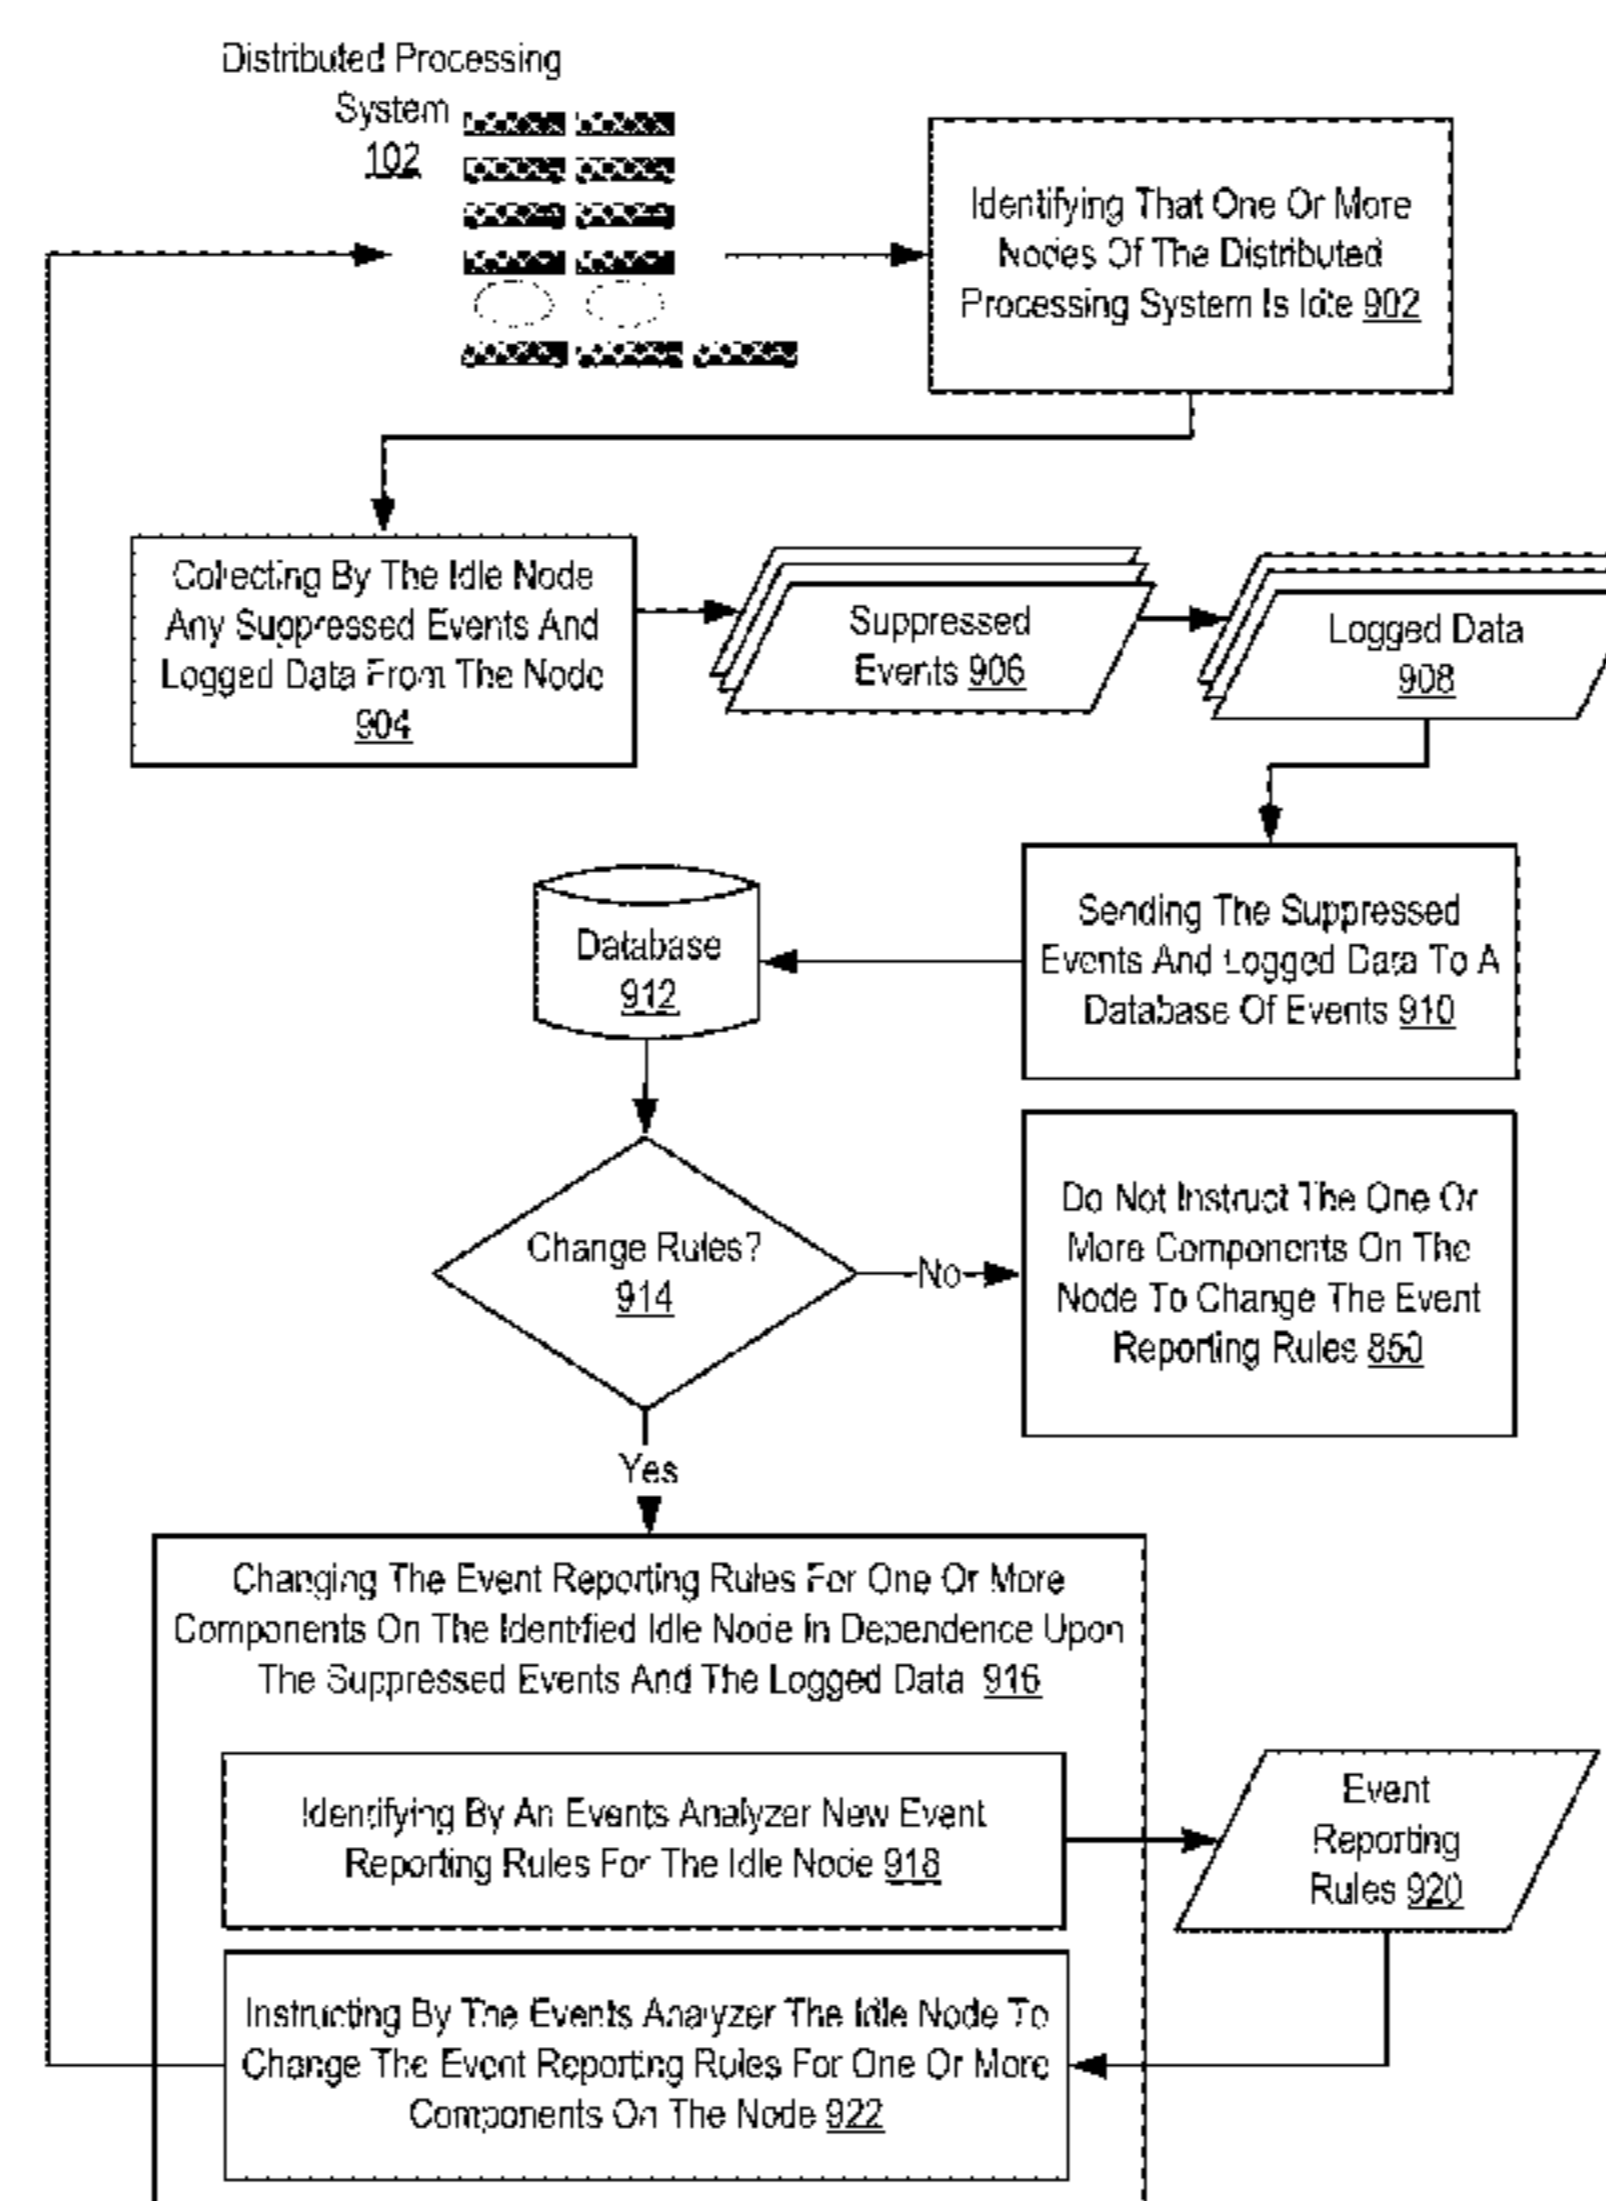 Distributed Processing
System
102
Identifying That One Or More
Nodes Of The Distributed
Processing System Is Idle 902
Collecting By The Idle Node
Any Suppressed Events And
Logged Data From The Node
904
Suppressed
Events 906
Logged Data
908
Sending The Suppressed
Events And Logged Data To A
Database Of Events 910
Database
912
Change Rules?
914
No
Do Not Instruct The One Or
More Components On The
Node To Change The Event
Reporting Rules 850
Yes
Changing The Event Reporting Rules For One Or More
Components On The Identified Idle Node In Dependence Upon
The Suppressed Events And The Logged Data 916
Identifying By An Events Analyzer New Event
Reporting Rules For The Idle Node 918
Event
Reporting
Rules 920
Instructing By The Events Analyzer The Idle Node To
Change The Event Reporting Rules For One Or More
Components On The Node 922